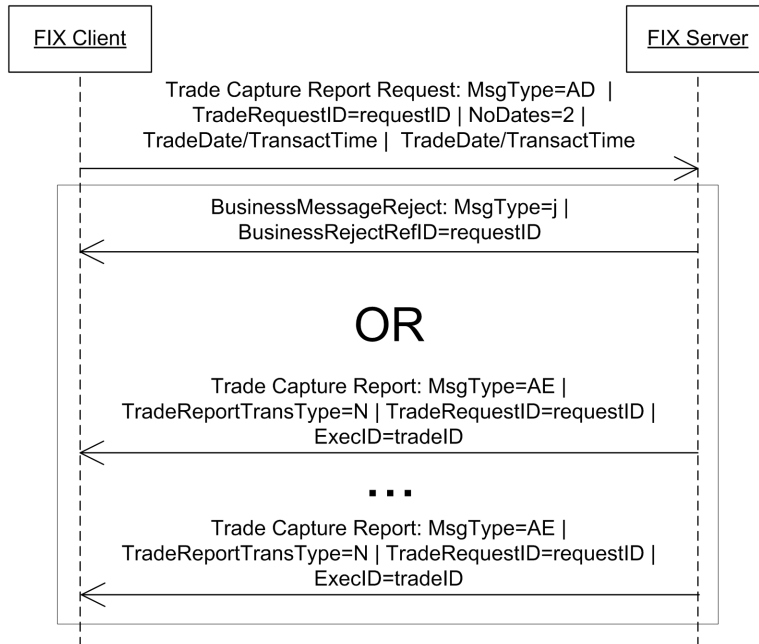 FIX Client
FIX Server
Trade Capture Report Request: MsgType=AD |
TradeRequestID=requestID | NoDates=2 |
TradeDate/TransactTime | TradeDate/TransactTime
BusinessMessageReject: MsgType=j |
BusinessRejectRefID=requestID
OR
Trade Capture Report: MsgType=AE |
TradeReportTransType=N | TradeRequestID=requestID |
ExecID=tradeID
...
Trade Capture Report: MsgType=AE |
TradeReportTransType=N | TradeRequestID=requestID |
ExecID=tradeID